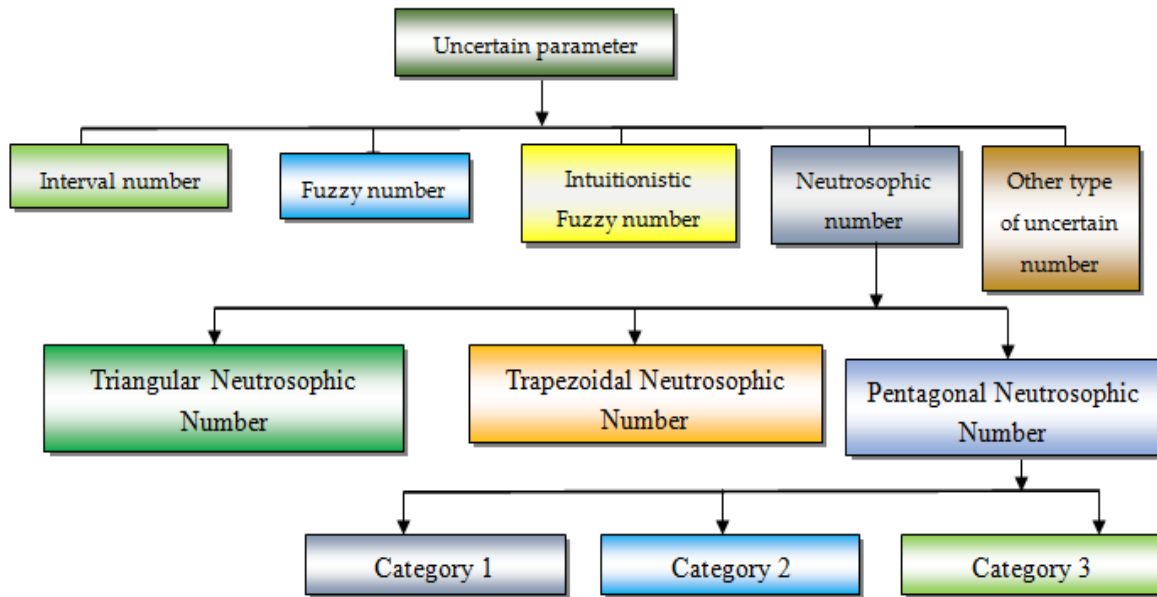 Uncertain parameter
Interval number
Fuzzy number
Intuitionistic
Fuzzy number
Neutrosophic
number
Other type
of uncertain
number
Triangular Neutrosophic
Number
Trapezoidal Neutrosophic
Number
Pentagonal Neutrosophic
Number
Category 1
Category 2
Category 3